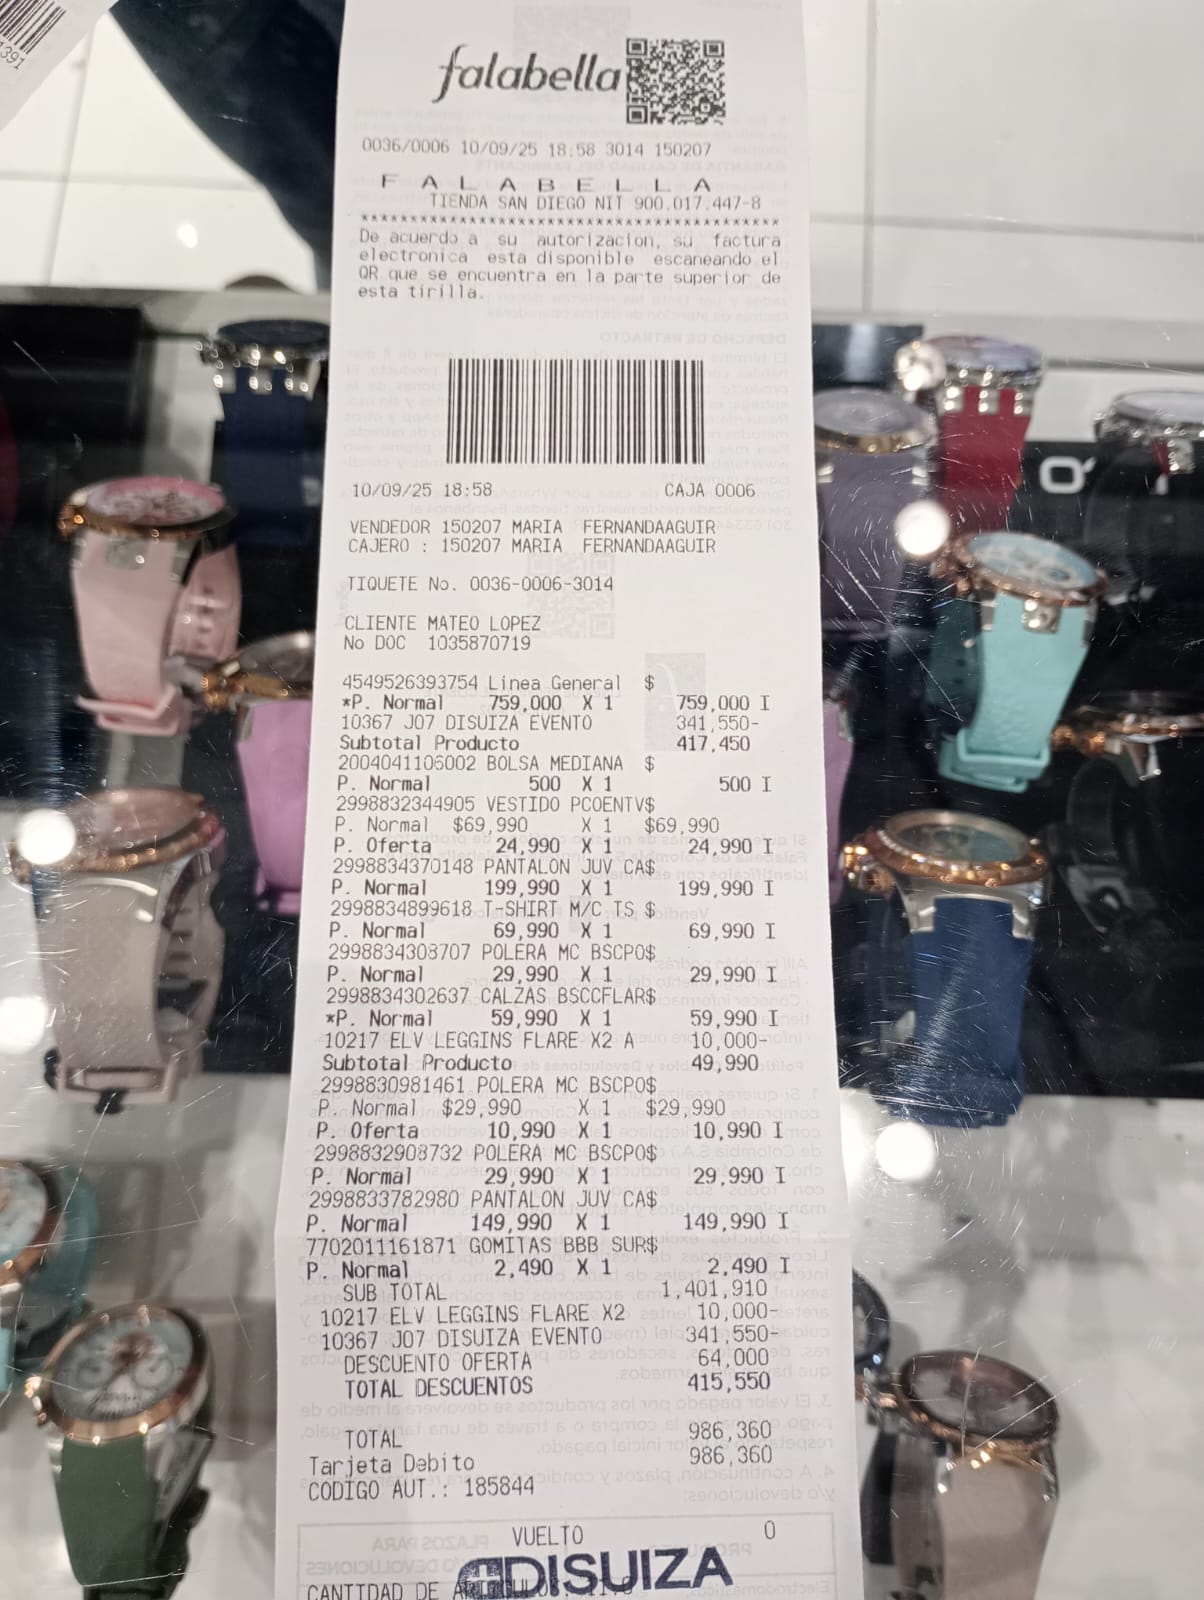 1391
falabella
0036/0006 10/09/25 18:58 3014 150207
F A L A B E L L A
TIENDA SAN DIEGO NIT 900.017.447-8
******************************************
De acuerdo a su autorizacion, su factura
electronica esta disponible escaneando el
QR que se encuentra en la parte superior de
esta tirilla.
10/09/25 18:58 CAJA 0006
VENDEDOR 150207 MARIA FERNANDAAGUIR
CAJERO : 150207 MARIA FERNANDAAGUIR
TIQUETE No. 0036-0006-3014
CLIENTE MATEO LOPEZ
No DOC 1035870719
4549526393754 Linea General $
*P. Normal 759,000 X 1 759,000 I
10367 J07 DISUIZA EVENTO 341,550-
Subtotal Producto 417,450
2004041106002 BOLSA MEDIANA $
P. Normal 500 X 1 500 I
2998832344905 VESTIDO PCOENTV$
P. Normal $69,990 X 1 $69,990
P. Oferta 24,990 X 1 24,990 I
2998834370148 PANTALON JUV CA$
P. Normal 199,990 X 1 199,990 I
2998834899618 T-SHIRT M/C TS $
P. Normal 69,990 X 1 69,990 I
2998834308707 POLERA MC BSCPO$
P. Normal 29,990 X 1 29,990 I
2998834302637 CALZAS BSCCFLAR$
*P. Normal 59,990 X 1 59,990 I
10217 ELV LEGGINS FLARE X2 A 10,000-
Subtotal Producto 49,990
2998830981461 POLERA MC BSCPO$
P. Normal $29,990 X 1 $29,990
P. Oferta 10,990 X 1 10,990 I
2998832908732 POLERA MC BSCPO$
P. Normal 29,990 X 1 29,990 I
2998833782980 PANTALON JUV CA$
P. Normal 149,990 X 1 149,990 I
7702011161871 GOMITAS BBB SUR$
P. Normal 2,490 X 1 2,490 I
SUB TOTAL 1,401,910
10217 ELV LEGGINS FLARE X2 10,000-
10367 J07 DISUIZA EVENTO 341,550-
DESCUENTO OFERTA 64,000
TOTAL DESCUENTOS 415,550
TOTAL 986,360
Tarjeta Debito 986,360
CODIGO AUT.: 185844
VUELTO 0
DISUIZA
CANTIDAD DE